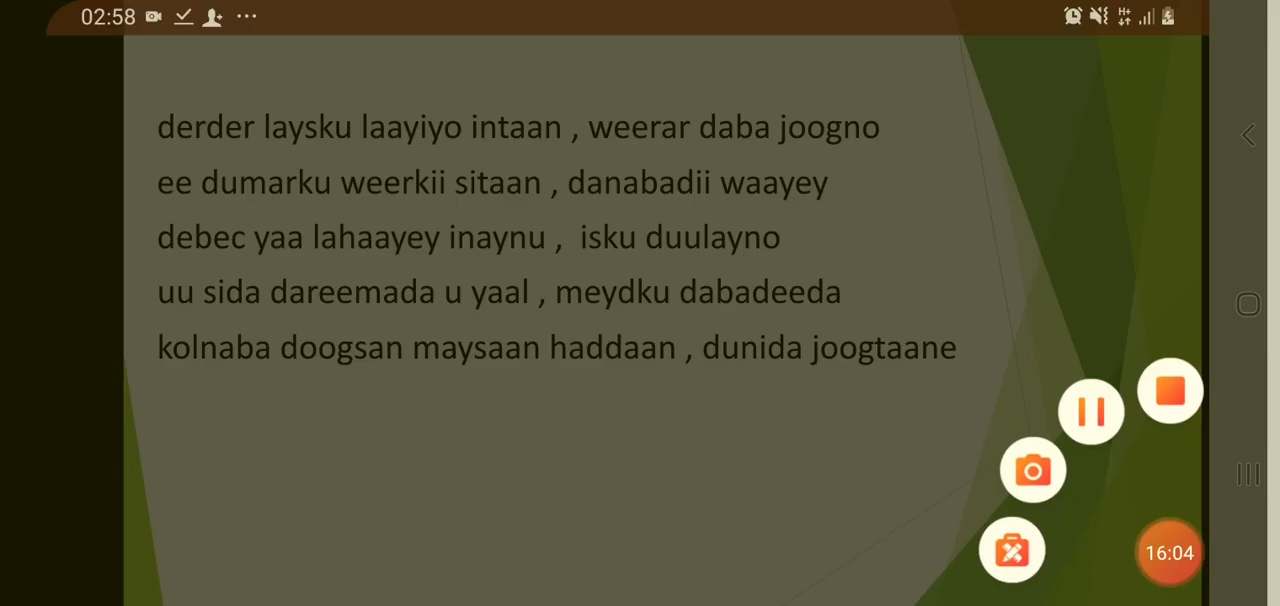 02:58
derder laysku laayiyo intaan , weerar daba joogno
ee dumarku weerkii sitaan , danabadii waayey
debec yaa lahaayey inaynu ,  isku duulayno
uu sida dareemada u yaal , meydku dabadeeda
kolnaba doogsan maysaan haddaan , dunida joogtaane
16:04